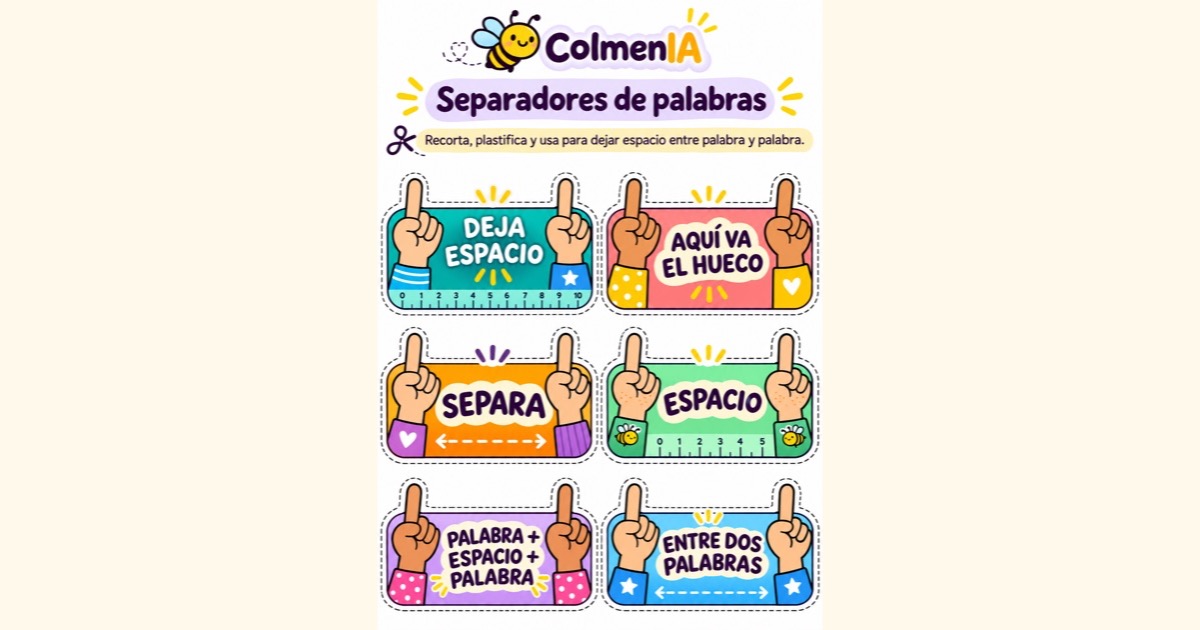 ColmenIA
Separadores de palabras
Recorta, plastifica y usa para dejar espacio entre palabra y palabra.
DEJA
ESPACIO
0 1 2 3 4 5 6 7 8 9 10
AQUÍ VA
EL HUECO
SEPARA
ESPACIO
0 1 2 3 4 5
PALABRA +
ESPACIO +
PALABRA
ENTRE DOS
PALABRAS